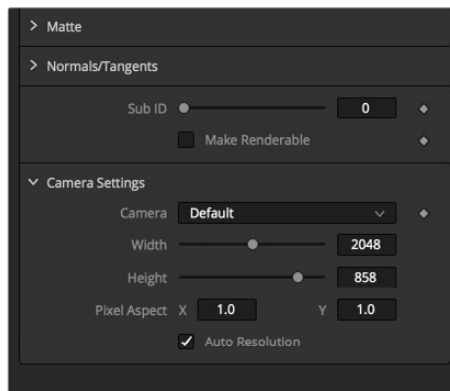 Matte
Normals/Tangents
Sub ID 0
Make Renderable
Camera Settings
Camera Default
Width 2048
Height 858
Pixel Aspect X 1.0 Y 1.0
Auto Resolution